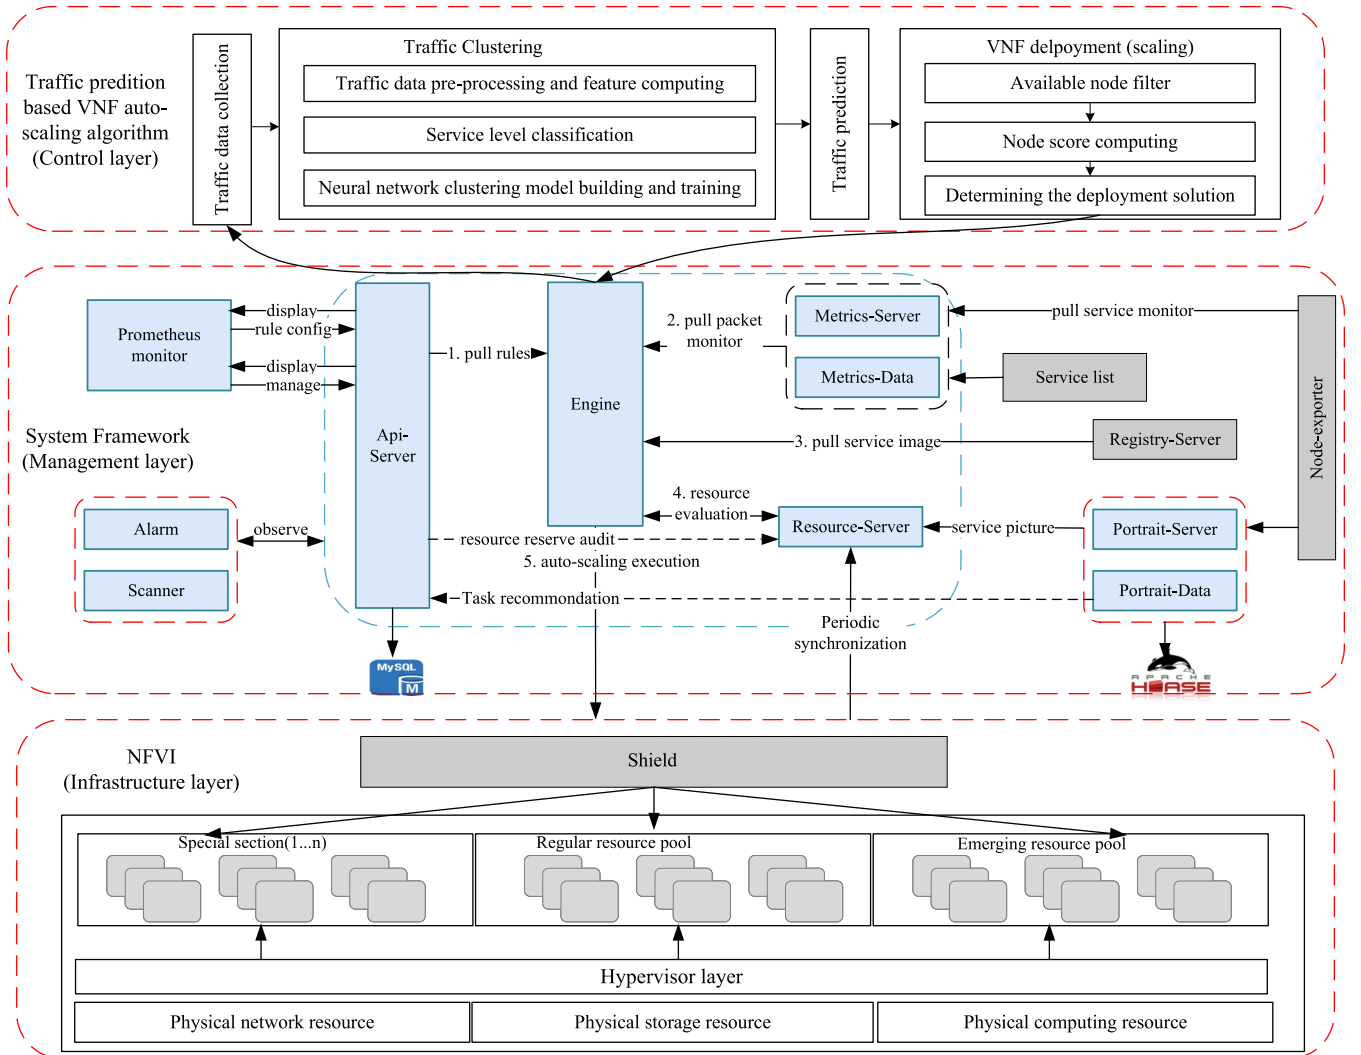 Traffic predition
based VNF auto-
scaling algorithm
(Control layer)
Traffic data collection
Traffic Clustering
Traffic data pre-processing and feature computing
Service level classification
Neural network clustering model building and training
Traffic prediction
VNF delpoyment (scaling)
Available node filter
Node score computing
Determining the deployment solution
System Framework
(Management layer)
Prometheus
monitor
display
rule config
display
manage
Api-
Server
1. pull rules
Engine
2. pull packet
monitor
Metrics-Server
Metrics-Data
pull service monitor
Service list
Node-exporter
3. pull service image
Registry-Server
Alarm
Scanner
observe
4. resource
evaluation
Resource-Server
service picture
Portrait-Server
Portrait-Data
resource reserve audit
5. auto-scaling execution
Task recommondation
Periodic
synchronization
MySQL
M
APACHE
HBASE
NFVI
(Infrastructure layer)
Shield
Special section(1...n)
Regular resource pool
Emerging resource pool
Hypervisor layer
Physical network resource
Physical storage resource
Physical computing resource